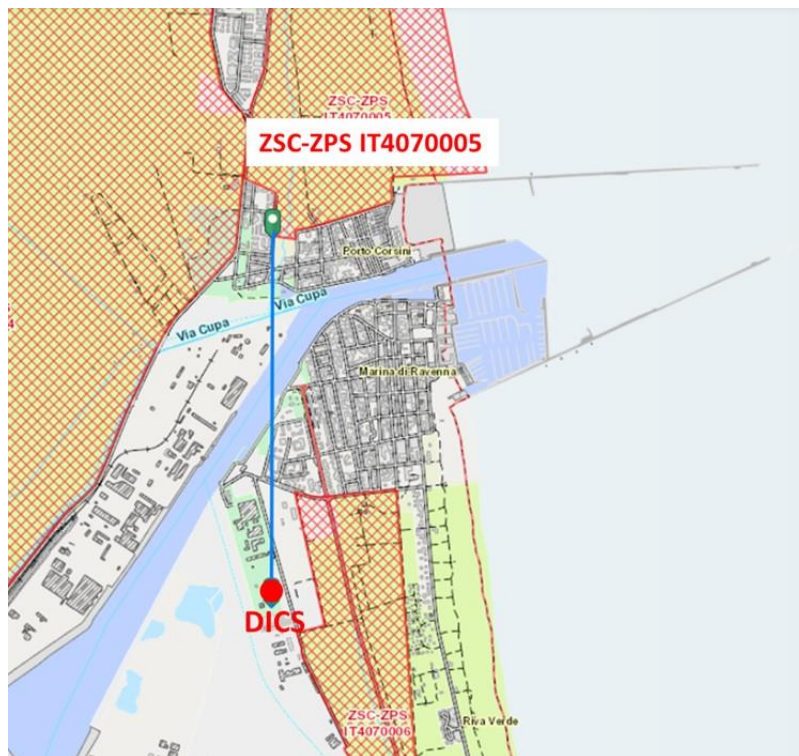 ZSC-ZPS
IT4070005
ZSC-ZPS IT4070005
Porto Corsini
Via Cupa
Via Cupa
Marina di Ravenna
DICS
ZSC-ZPS
IT4070006
Riva Verde